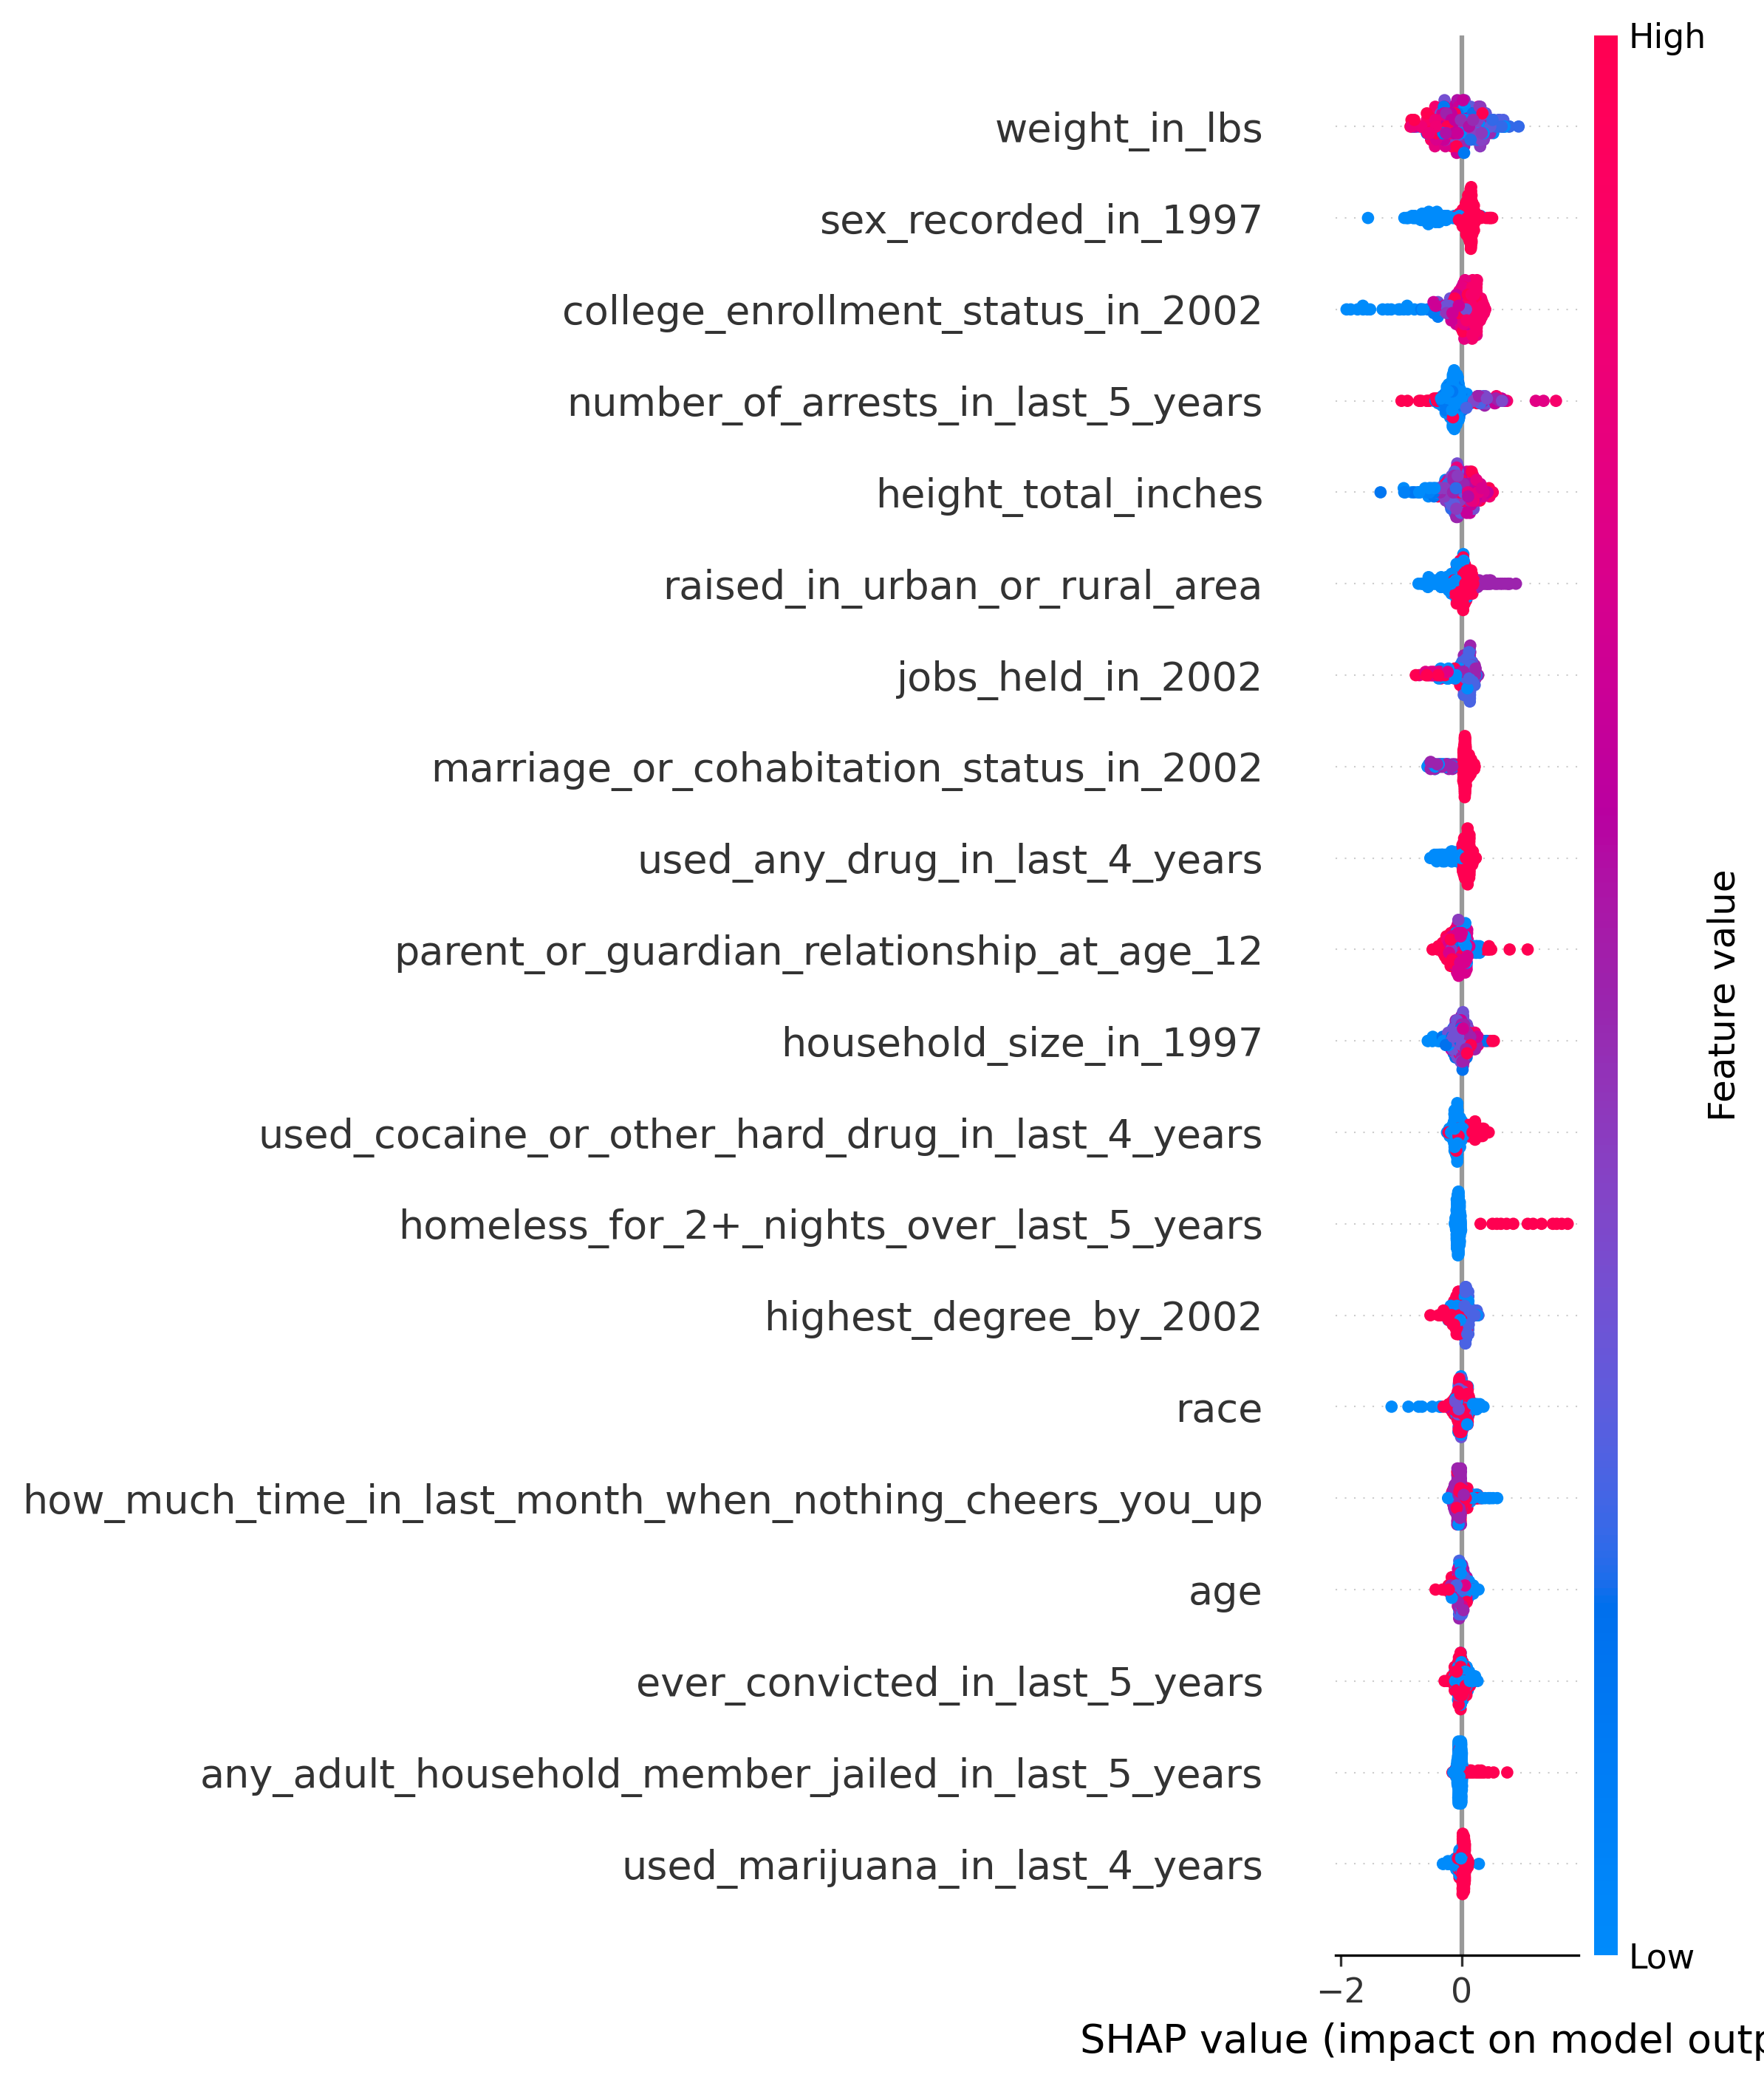 High
weight_in_lbs
sex_recorded_in_1997
college_enrollment_status_in_2002
number_of_arrests_in_last_5_years
height_total_inches
raised_in_urban_or_rural_area
jobs_held_in_2002
marriage_or_cohabitation_status_in_2002
used_any_drug_in_last_4_years
parent_or_guardian_relationship_at_age_12
household_size_in_1997
used_cocaine_or_other_hard_drug_in_last_4_years
homeless_for_2+_nights_over_last_5_years
highest_degree_by_2002
race
how_much_time_in_last_month_when_nothing_cheers_you_up
age
ever_convicted_in_last_5_years
any_adult_household_member_jailed_in_last_5_years
used_marijuana_in_last_4_years
Feature value
Low
−2 0
SHAP value (impact on model outp